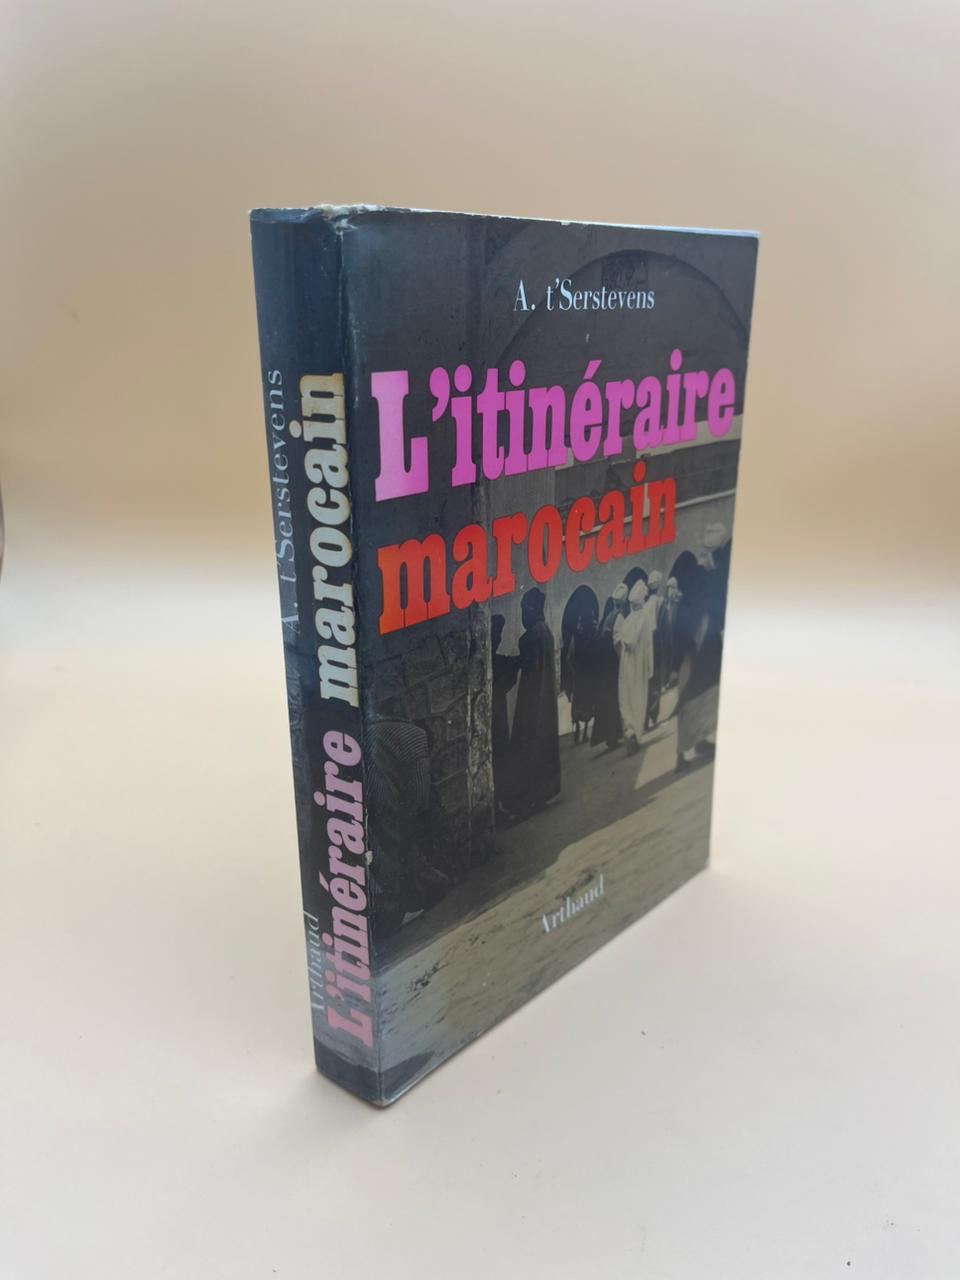 A. t'Serstevens
L'itinéraire
marocain
Arthaud
A. t'Serstevens
L'itinéraire marocain
Arthaud